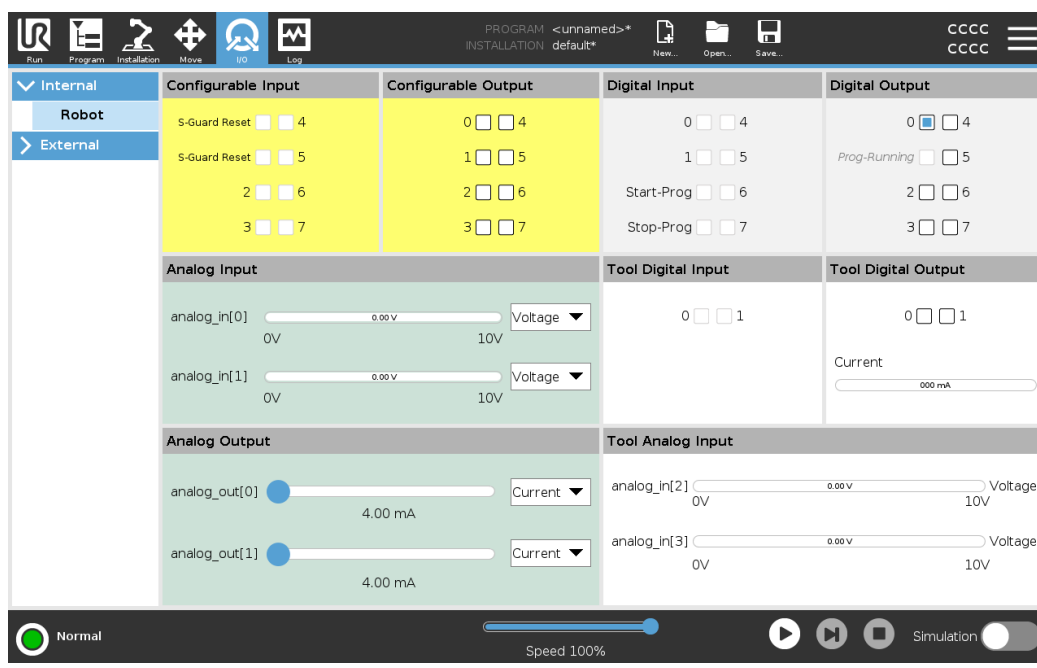 PROGRAM <unnamed>*
INSTALLATION default*
CCCC
CCCC
Run Program Installation Move I/O Log New... Open... Save...
Internal
Robot
External
Configurable Input Configurable Output Digital Input Digital Output
S-Guard Reset 4 0 4 0 4 0 4
S-Guard Reset 5 1 5 1 5 Prog-Running 5
2 6 2 6 Start-Prog 6 2 6
3 7 3 7 Stop-Prog 7 3 7
Analog Input Tool Digital Input Tool Digital Output
analog_in[0] 0.00 V Voltage 0 1 0 1
0V 10V
Current
analog_in[1] 0.00 V Voltage 000 mA
0V 10V
Analog Output Tool Analog Input
analog_out[0] Current analog_in[2] 0.00 V Voltage
4.00 mA 0V 10V
analog_out[1] Current analog_in[3] 0.00 V Voltage
4.00 mA 0V 10V
Normal Speed 100% Simulation